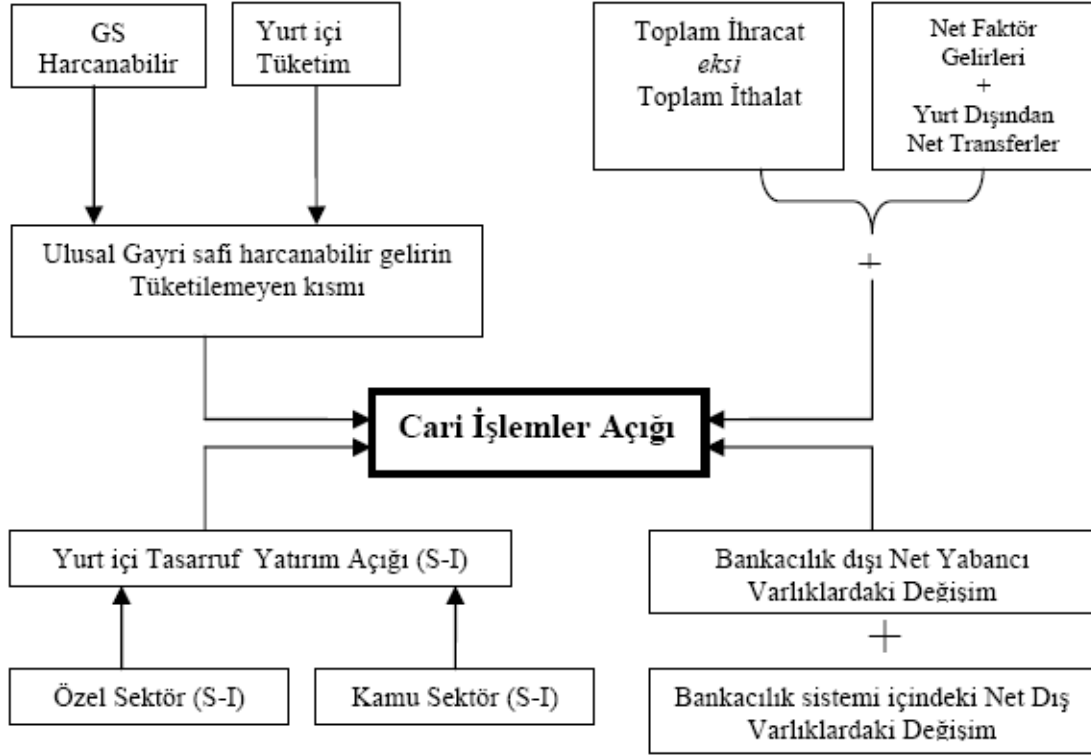 GS
Harcanabilir
Yurt içi
Tüketim
Toplam İhracat
eksi
Toplam İthalat
Net Faktör
Gelirleri
+
Yurt Dışından
Net Transferler
Ulusal Gayri safi harcanabilir gelirin
Tüketilemeyen kısmı
+
Cari İşlemler Açığı
Yurt içi Tasarruf Yatırım Açığı (S-I)
Bankacılık dışı Net Yabancı
Varlıklardaki Değişim
+
Özel Sektör (S-I)
Kamu Sektör (S-I)
Bankacılık sistemi içindeki Net Dış
Varlıklardaki Değişim